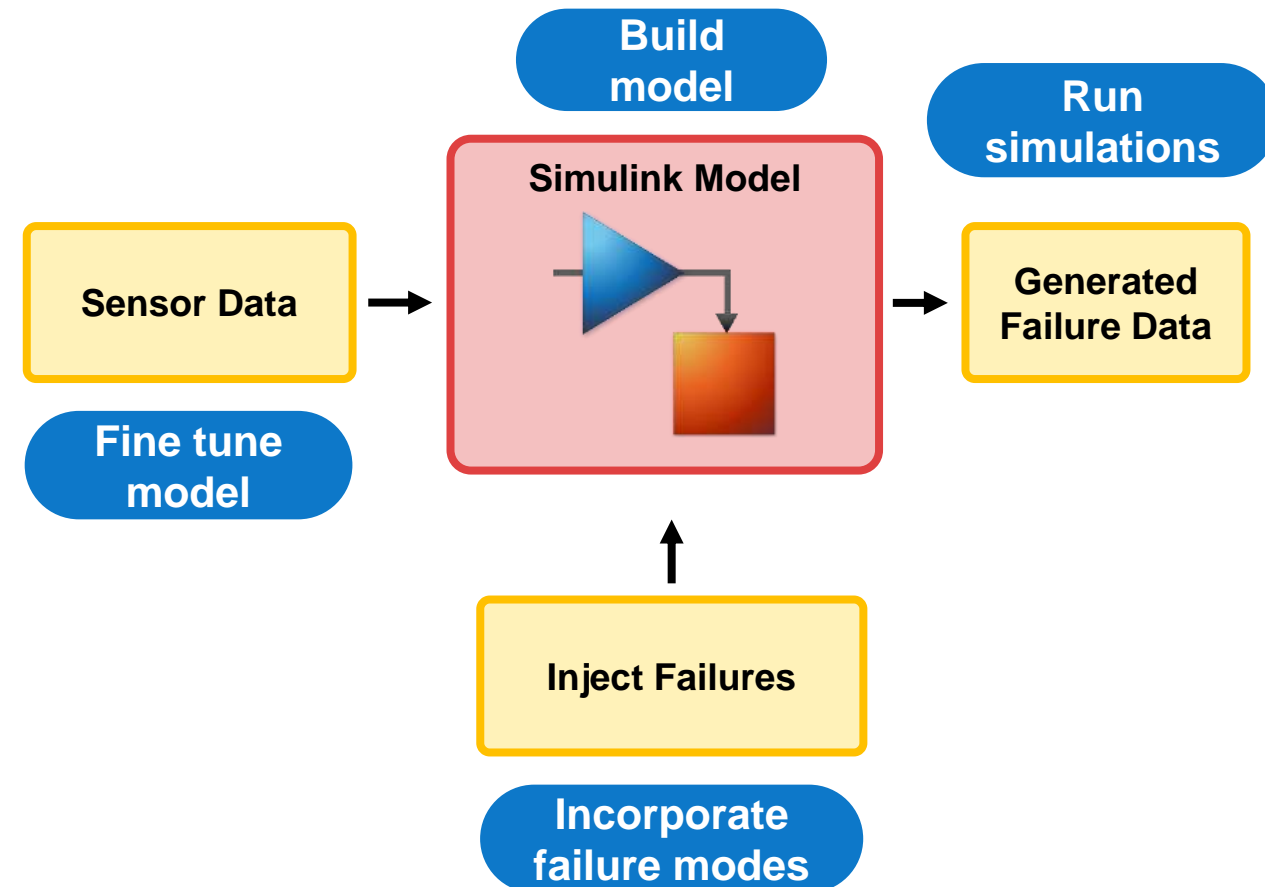 Build
model
Run
simulations
Simulink Model
Sensor Data
Generated
Failure Data
Fine tune
model
Inject Failures
Incorporate
failure modes